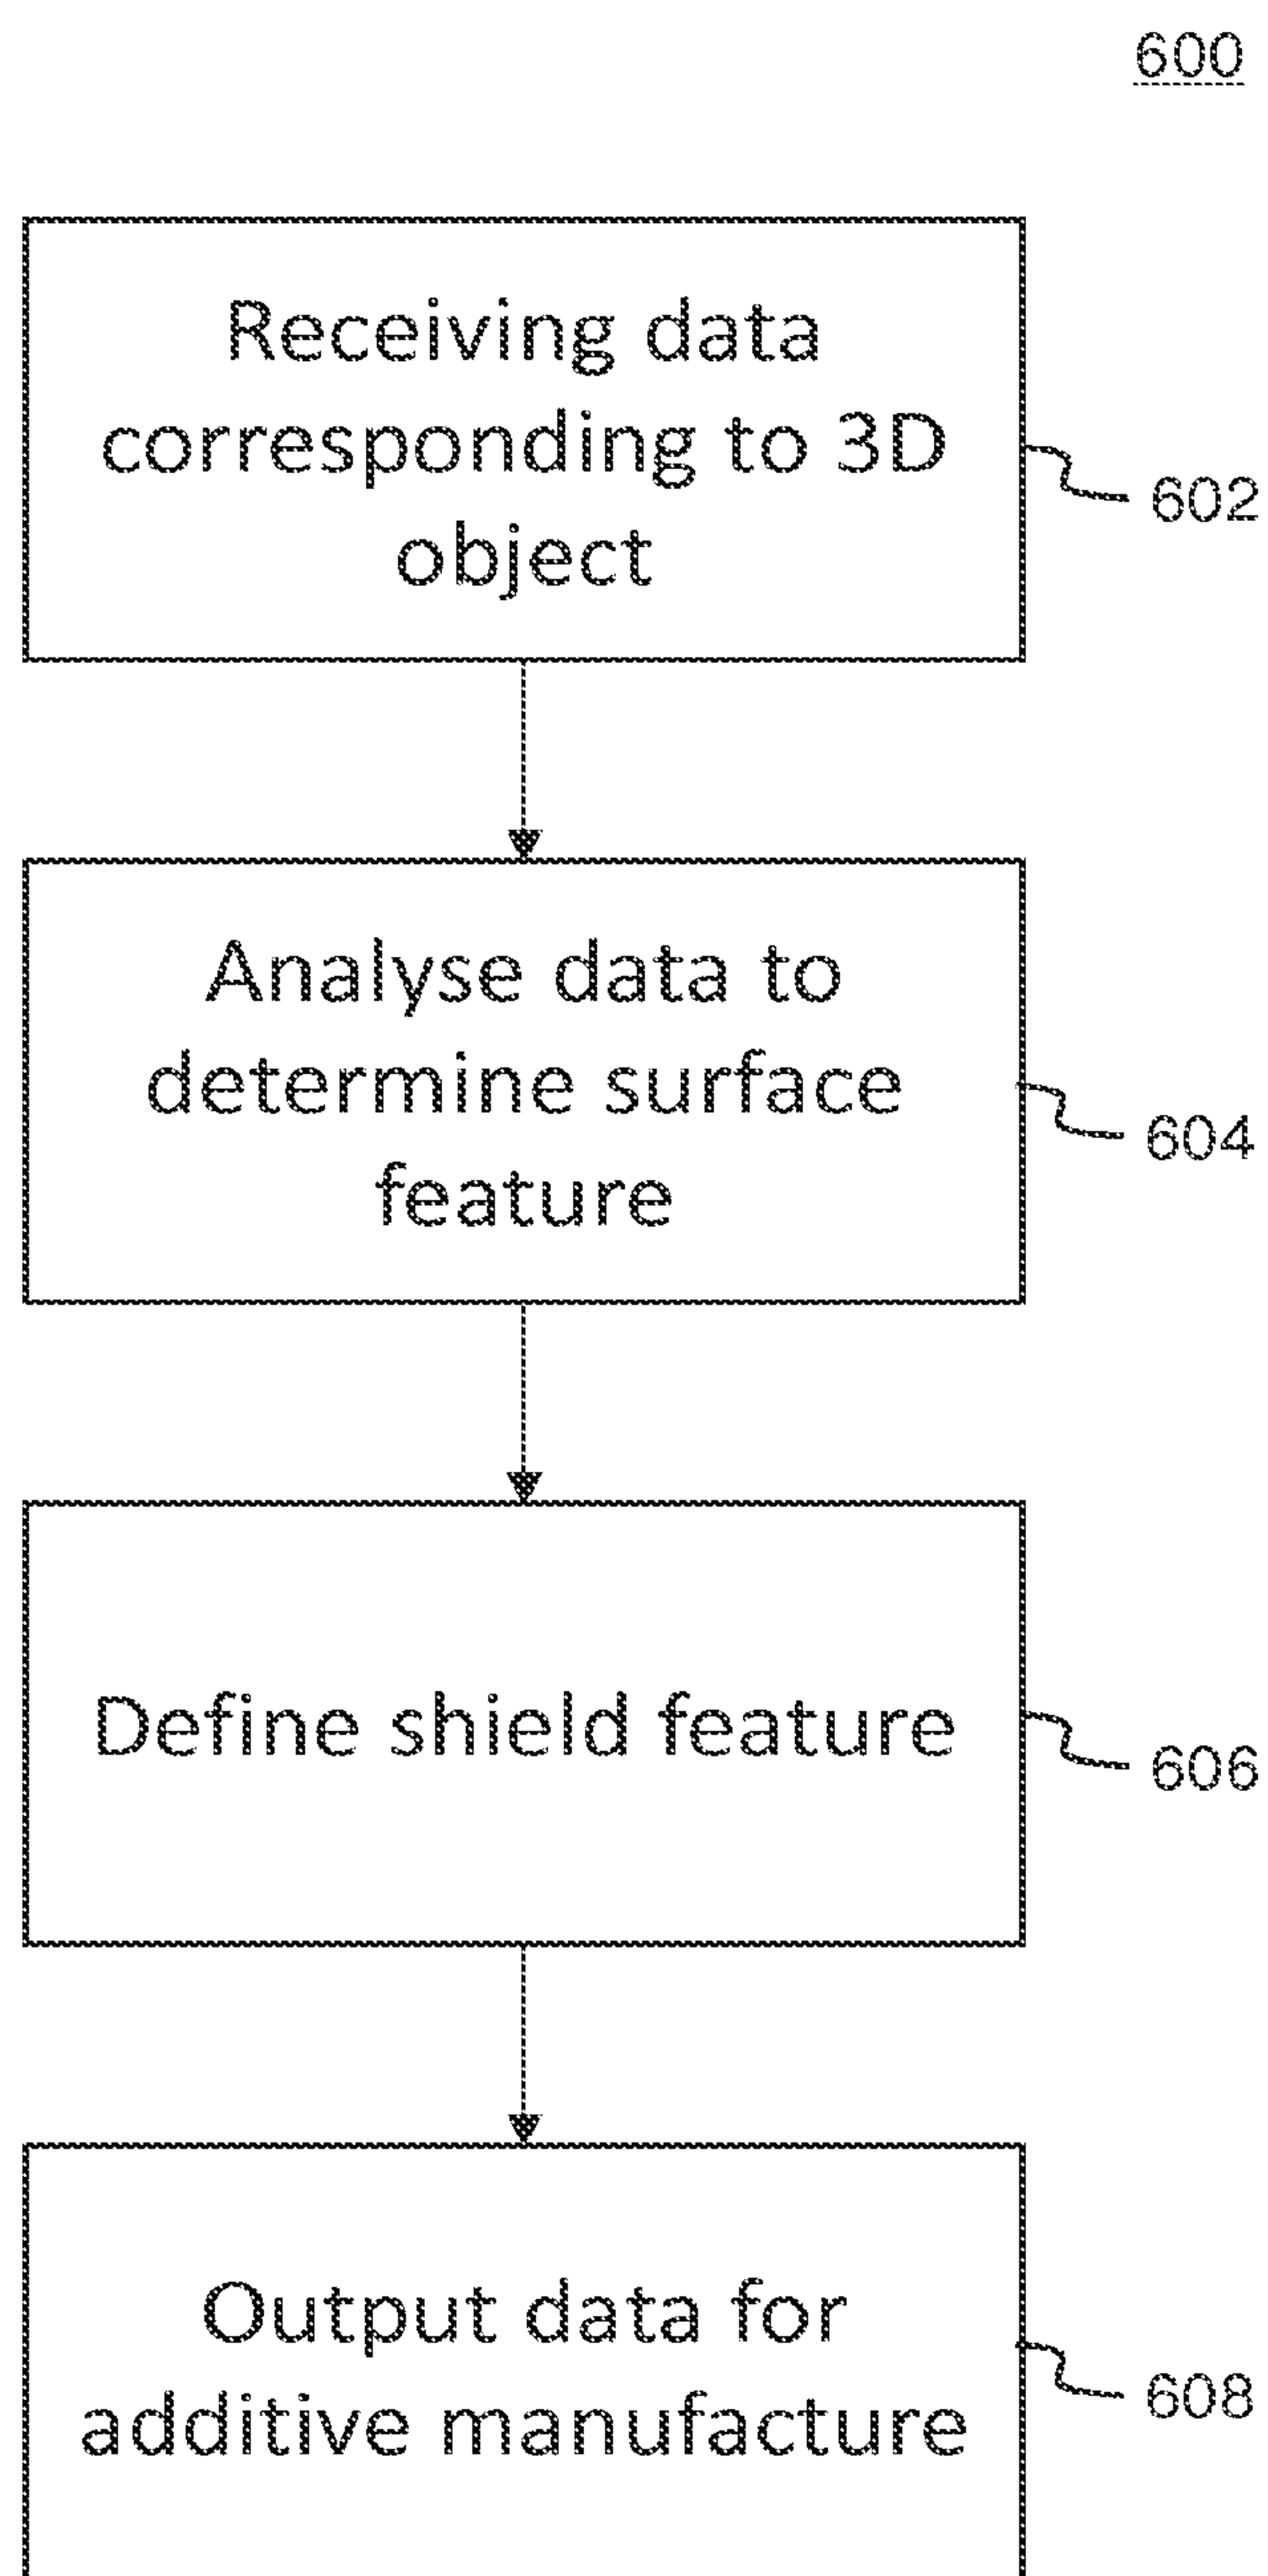 600
Receiving data
corresponding to 3D
object
602
Analyse data to
determine surface
feature
604
Define shield feature
606
Output data for
additive manufacture
608